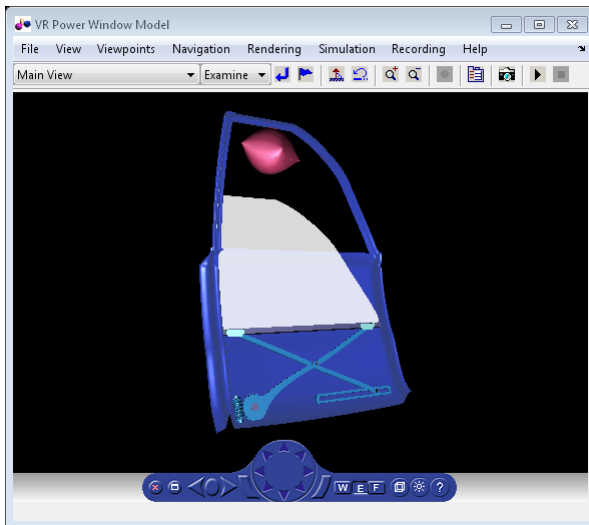 VR Power Window Model
File View Viewpoints Navigation Rendering Simulation Recording Help
Main View Examine
W E F ?